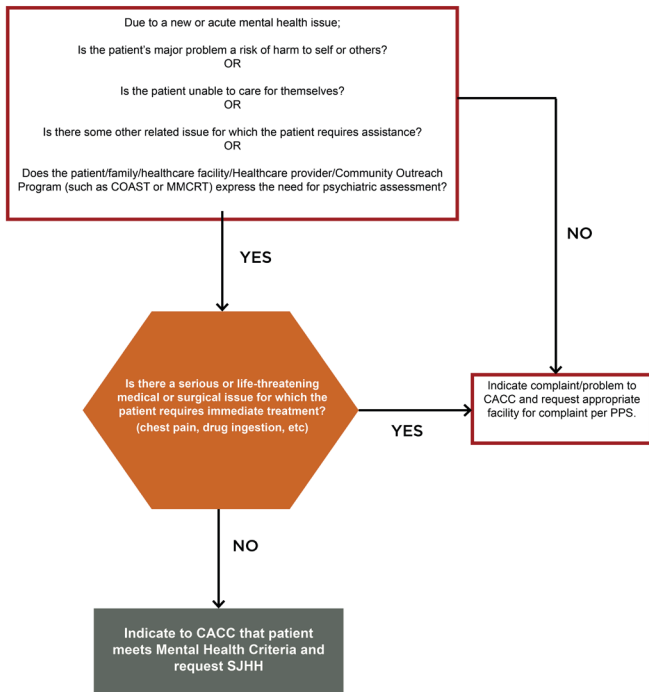 Due to a new or acute mental health issue;
Is the patient's major problem a risk of harm to self or others?
OR
Is the patient unable to care for themselves?
OR
Is there some other related issue for which the patient requires assistance?
OR
Does the patient/family/healthcare facility/Healthcare provider/Community Outreach
Program (such as COAST or MMCRT) express the need for psychiatric assessment?
NO
YES
Is there a serious or life-threatening
medical or surgical issue for which the
patient requires immediate treatment?
(chest pain, drug ingestion, etc)
YES
Indicate complaint/problem to
CACC and request appropriate
facility for complaint per PPS.
NO
Indicate to CACC that patient
meets Mental Health Criteria and
request SJHH